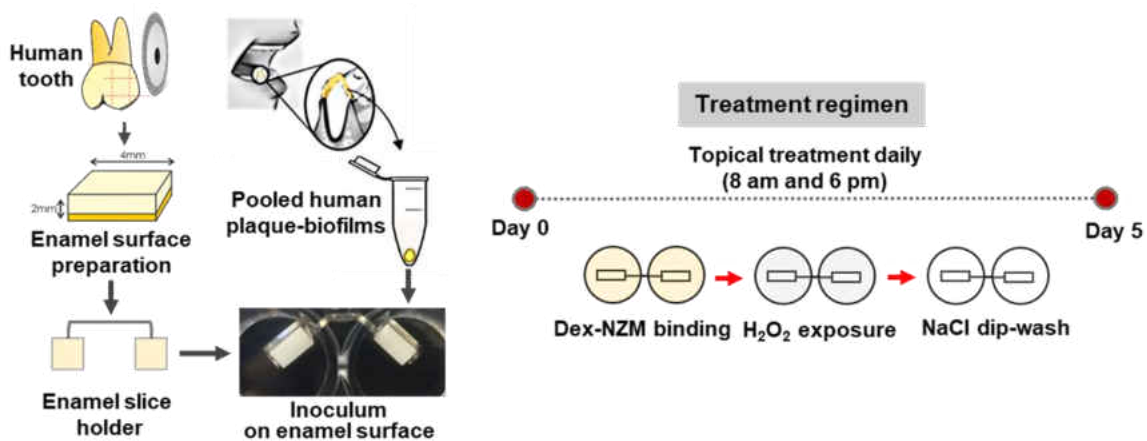 Human
tooth
4mm
2mm
Enamel surface
preparation
Enamel slice
holder
Pooled human
plaque-biofilms
Inoculum
on enamel surface
Treatment regimen
Topical treatment daily
(8 am and 6 pm)
Day 0
Day 5
Dex-NZM binding
H₂O₂ exposure
NaCl dip-wash